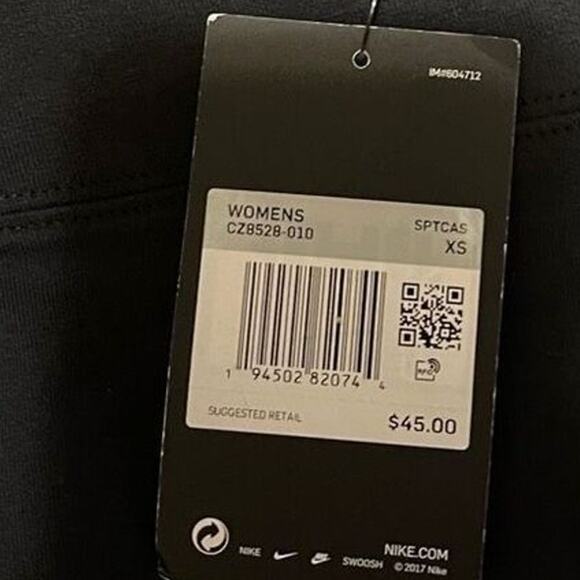 IM#604712
WOMENS SPTCAS
CZ8528-010 XS
1 94502 82074 4
RFID
SUGGESTED RETAIL $45.00
NIKE SWOOSH NIKE.COM
© 2017 Nike